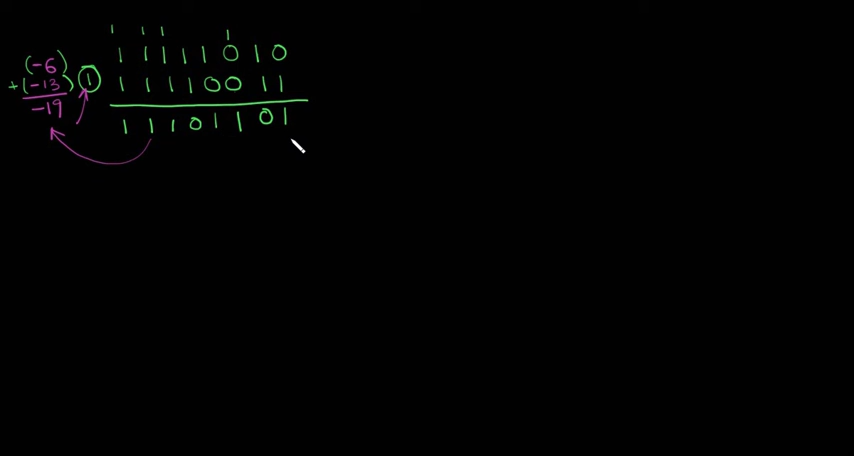 1 1 1 1
(-6) 1 1 1 1 1 0 1 0
+(-13) 1 1 1 1 1 0 0 1 1
-19 1 1 1 0 1 1 0 1